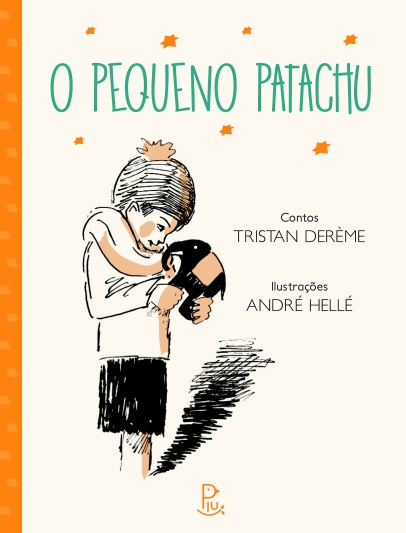 O PEQUENO PATACHU
Contos
TRISTAN DERÈME
Ilustrações
ANDRÉ HELLÉ
PIU